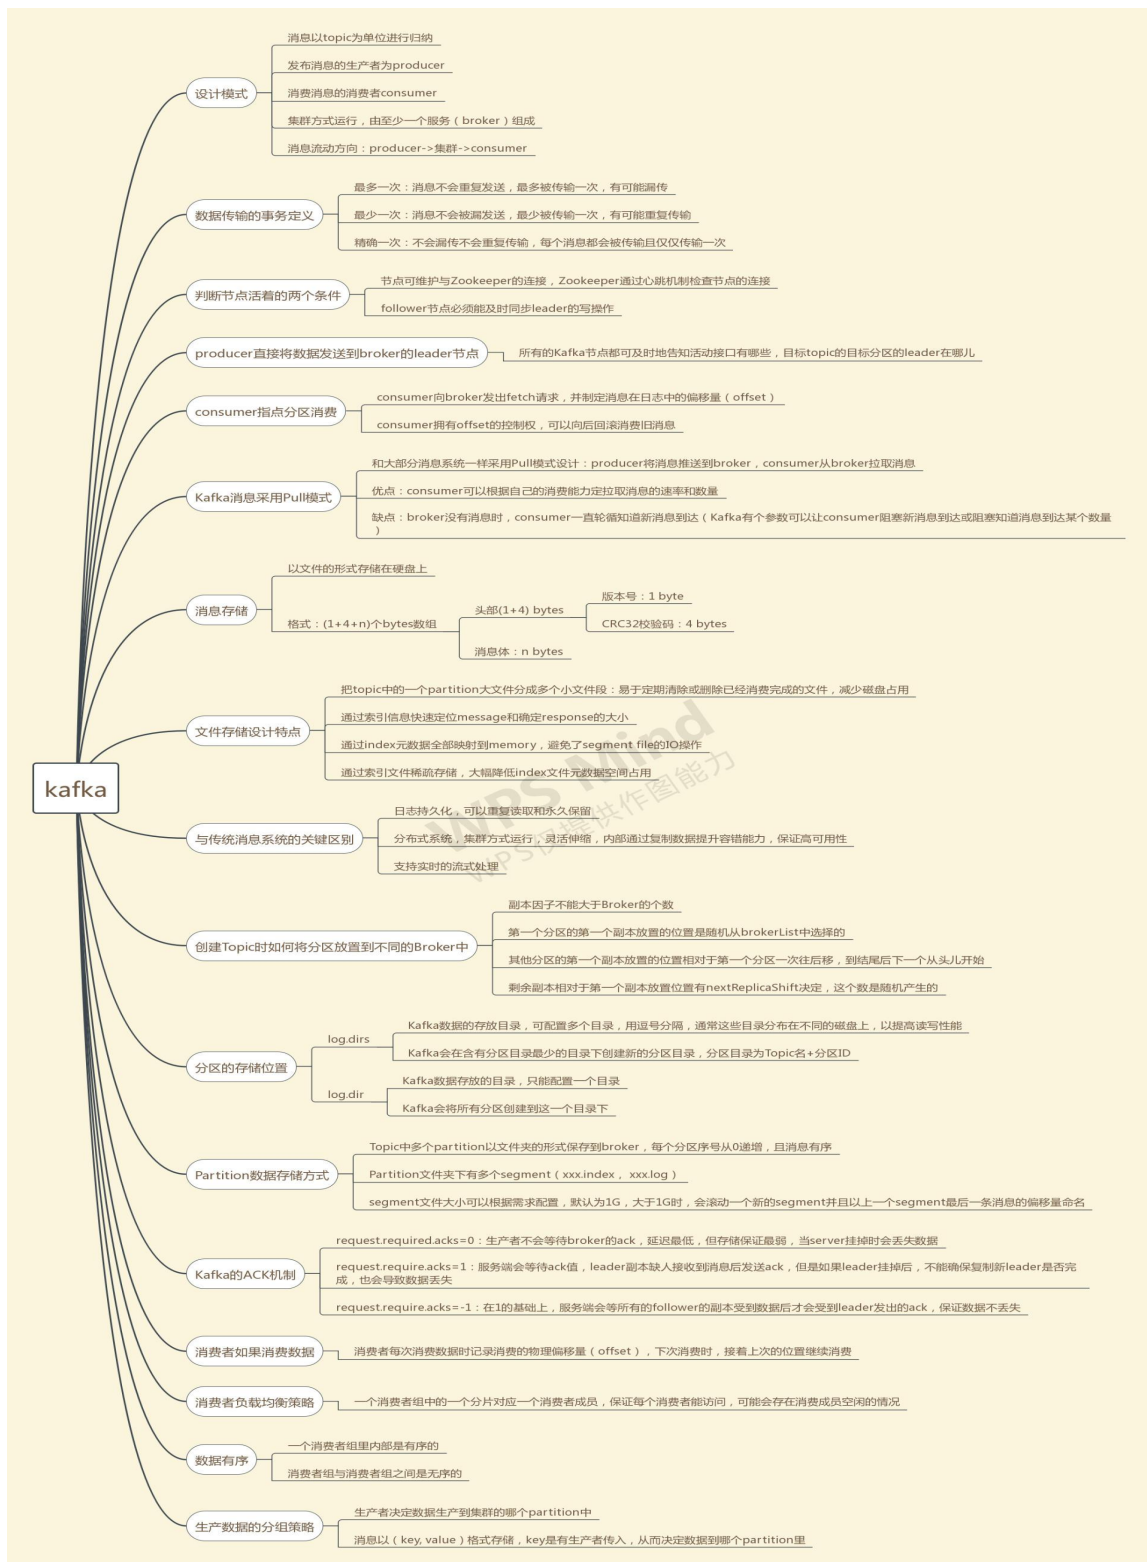 设计模式
消息以topic为单位进行归纳
发布消息的生产者为producer
消费消息的消费者consumer
集群方式运行，由至少一个服务（broker）组成
消息流动方向：producer->集群->consumer
数据传输的事务定义
最多一次：消息不会重复发送，最多被传输一次，有可能漏传
最少一次：消息不会被漏发送，最少被传输一次，有可能重复传输
精确一次：不会漏传不会重复传输，每个消息都会被传输且仅仅传输一次
判断节点活着的两个条件
节点可维护与Zookeeper的连接，Zookeeper通过心跳机制检查节点的连接
follower节点必须能及时同步leader的写操作
producer直接将数据发送到broker的leader节点
所有的Kafka节点都可及时地告知活动接口有哪些，目标topic的目标分区的leader在哪儿
consumer指点分区消费
consumer向broker发出fetch请求，并制定消息在日志中的偏移量（offset）
consumer拥有offset的控制权，可以向后回滚消费旧消息
Kafka消息采用Pull模式
和大部分消息系统一样采用Pull模式设计：producer将消息推送到broker，consumer从broker拉取消息
优点：consumer可以根据自己的消费能力定拉取消息的速率和数量
缺点：broker没有消息时，consumer一直轮循知道新消息到达（Kafka有个参数可以让consumer阻塞新消息到达或阻塞知道消息到达某个数量
）
消息存储
以文件的形式存储在硬盘上
格式：(1+4+n)个bytes数组
头部(1+4) bytes
版本号：1 byte
CRC32校验码：4 bytes
消息体：n bytes
文件存储设计特点
把topic中的一个partition大文件分成多个小文件段：易于定期清除或删除已经消费完成的文件，减少磁盘占用
通过索引信息快速定位message和确定response的大小
通过index元数据全部映射到memory，避免了segment file的IO操作
通过索引文件稀疏存储，大幅降低index文件元数据空间占用
kafka
与传统消息系统的关键区别
日志持久化，可以重复读取和永久保留
分布式系统，集群方式运行，灵活伸缩，内部通过复制数据提升容错能力，保证高可用性
支持实时的流式处理
创建Topic时如何将分区放置到不同的Broker中
副本因子不能大于Broker的个数
第一个分区的第一个副本放置的位置是随机从brokerList中选择的
其他分区的第一个副本放置的位置相对于第一个分区一次往后移，到结尾后下一个从头儿开始
剩余副本相对于第一个副本放置位置有nextReplicaShift决定，这个数是随机产生的
分区的存储位置
log.dirs
Kafka数据的存放目录，可配置多个目录，用逗号分隔，通常这些目录分布在不同的磁盘上，以提高读写性能
Kafka会在含有分区目录最少的目录下创建新的分区目录，分区目录为Topic名+分区ID
log.dir
Kafka数据存放的目录，只能配置一个目录
Kafka会将所有分区创建到这一个目录下
Partition数据存储方式
Topic中多个partition以文件夹的形式保存到broker，每个分区序号从0递增，且消息有序
Partition文件夹下有多个segment（xxx.index，xxx.log）
segment文件大小可以根据需求配置，默认为1G，大于1G时，会滚动一个新的segment并且以上一个segment最后一条消息的偏移量命名
Kafka的ACK机制
request.required.acks=0：生产者不会等待broker的ack，延迟最低，但存储保证最弱，当server挂掉时会丢失数据
request.require.acks=1：服务端会等待ack值，leader副本缺人接收到消息后发送ack，但是如果leader挂掉后，不能确保复制新leader是否完
成，也会导致数据丢失
request.require.acks=-1：在1的基础上，服务端会等所有的follower的副本受到数据后才会受到leader发出的ack，保证数据不丢失
消费者如果消费数据
消费者每次消费数据时记录消费的物理偏移量（offset），下次消费时，接着上次的位置继续消费
消费者负载均衡策略
一个消费者组中的一个分片对应一个消费者成员，保证每个消费者能访问，可能会存在消费成员空闲的情况
数据有序
一个消费者组里内部是有序的
消费者组与消费者组之间是无序的
生产数据的分组策略
生产者决定数据生产到集群的哪个partition中
消息以（key, value）格式存储，key是有生产者传入，从而决定数据到哪个partition里
WPS Mind
WPS仅提供作图能力